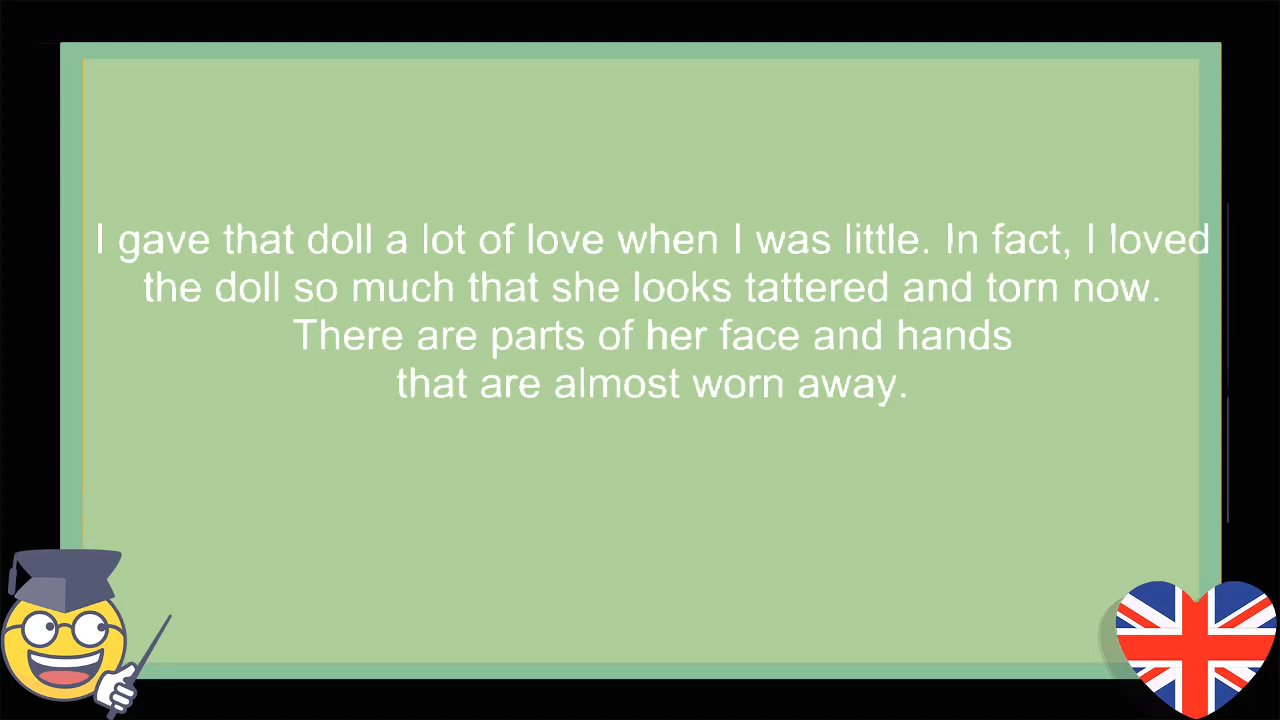 I gave that doll a lot of love when I was little. In fact, I loved
the doll so much that she looks tattered and torn now.
There are parts of her face and hands
that are almost worn away.